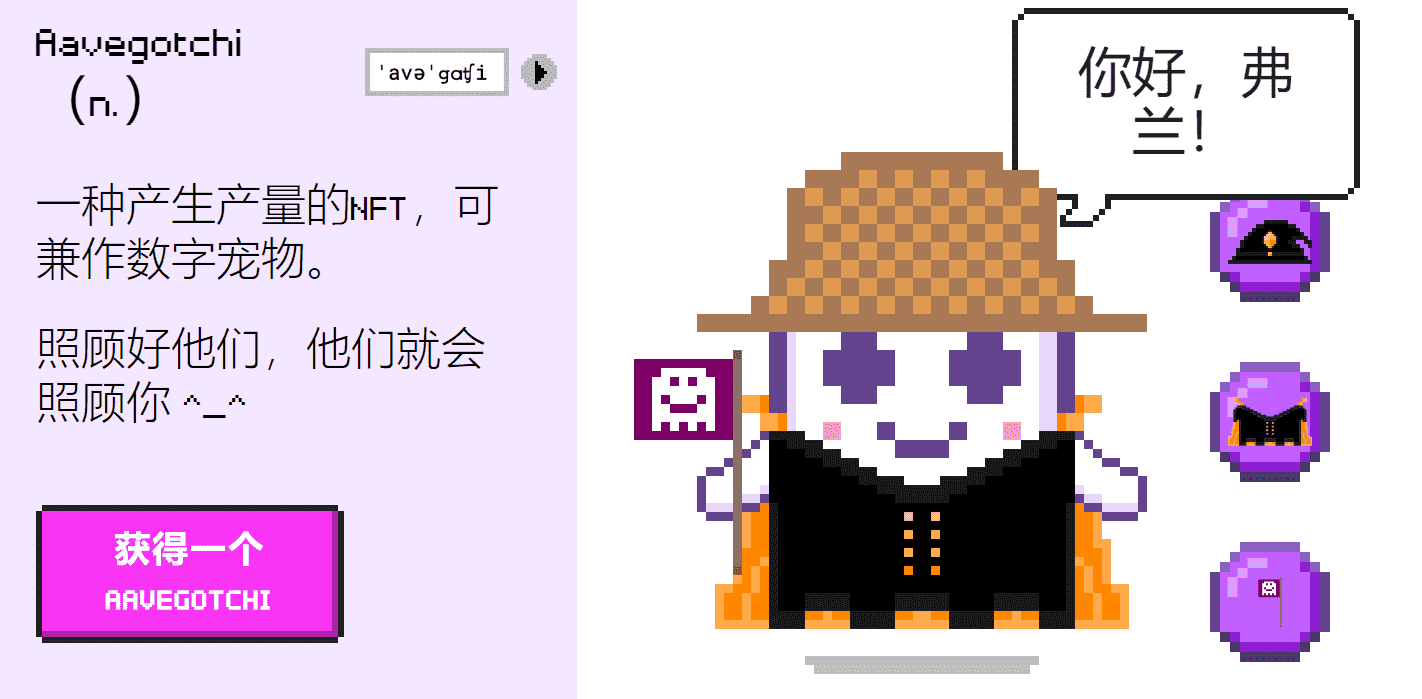 Aavegotchi
(n.)
ˈavəˈɡɑʧi
一种产生产量的NFT，可
兼作数字宠物。
照顾好他们，他们就会
照顾你 ^_^
获得一个
AAVEGOTCHI
你好，弗
兰！